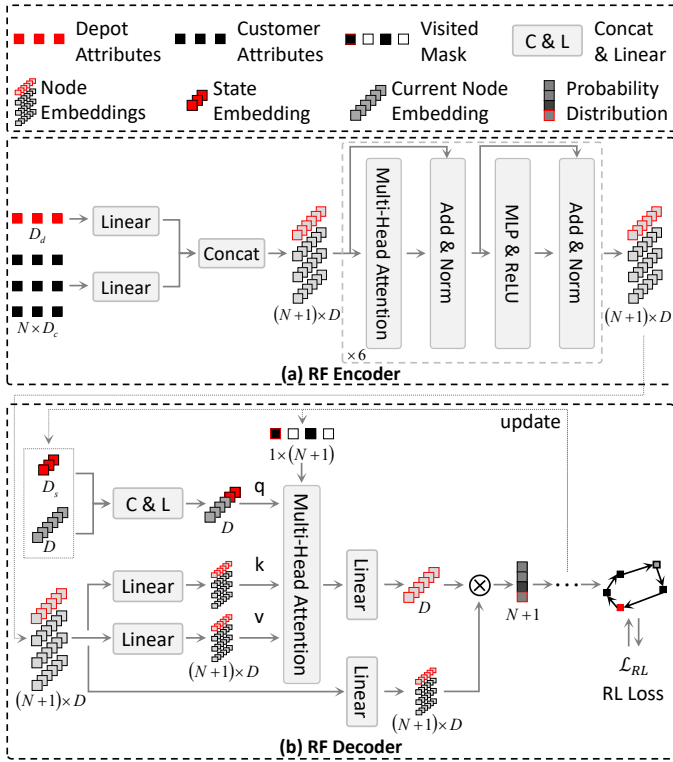 Depot Attributes
Customer Attributes
Visited Mask
C & L
Concat & Linear
Node Embeddings
State Embedding
Current Node Embedding
Probability Distribution
D_d
Linear
N × D_c
Linear
Concat
(N+1)×D
Multi-Head Attention
Add & Norm
MLP & ReLU
Add & Norm
×6
(N+1)×D
(a) RF Encoder
update
1×(N+1)
D_s
D
C & L
D
q
Multi-Head Attention
Linear
k
Linear
v
(N+1)×D
(N+1)×D
Linear
D
N+1
Linear
(N+1)×D
ℒ_RL
RL Loss
(b) RF Decoder